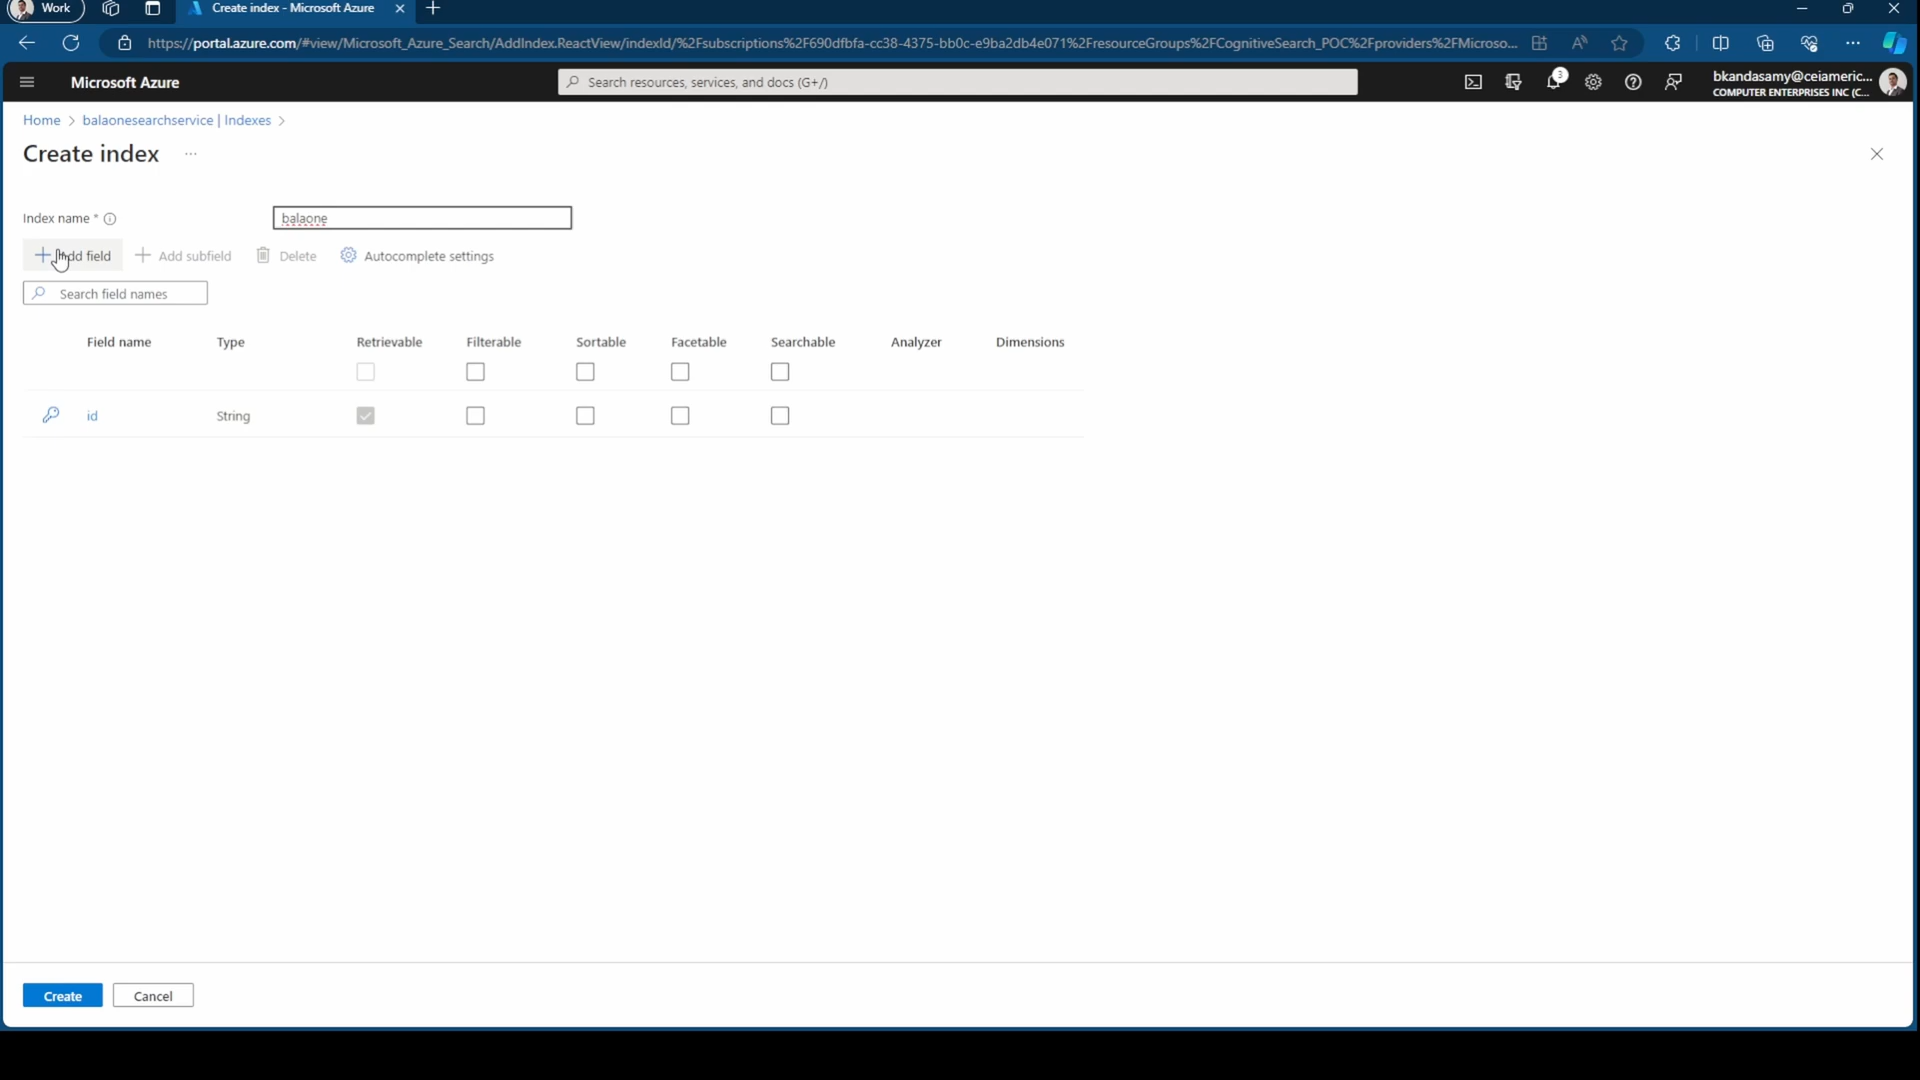 Work
Create index - Microsoft Azure
https://portal.azure.com/#view/Microsoft_Azure_Search/AddIndex.ReactView/indexId/%2Fsubscriptions%2F690dfbfa-cc38-4375-bb0c-e9ba2db4e071%2FresourceGroups%2FCognitiveSearch_POC%2Fproviders%2FMicroso...
Microsoft Azure
Search resources, services, and docs (G+/)
3
bkandasamy@ceiameric...
COMPUTER ENTERPRISES INC (C...
Home > balaonesearchservice | Indexes >
Create index ...
Index name *
balaone
Add field
Add subfield
Delete
Autocomplete settings
Search field names
Field name Type Retrievable Filterable Sortable Facetable Searchable Analyzer Dimensions
id String
Create
Cancel